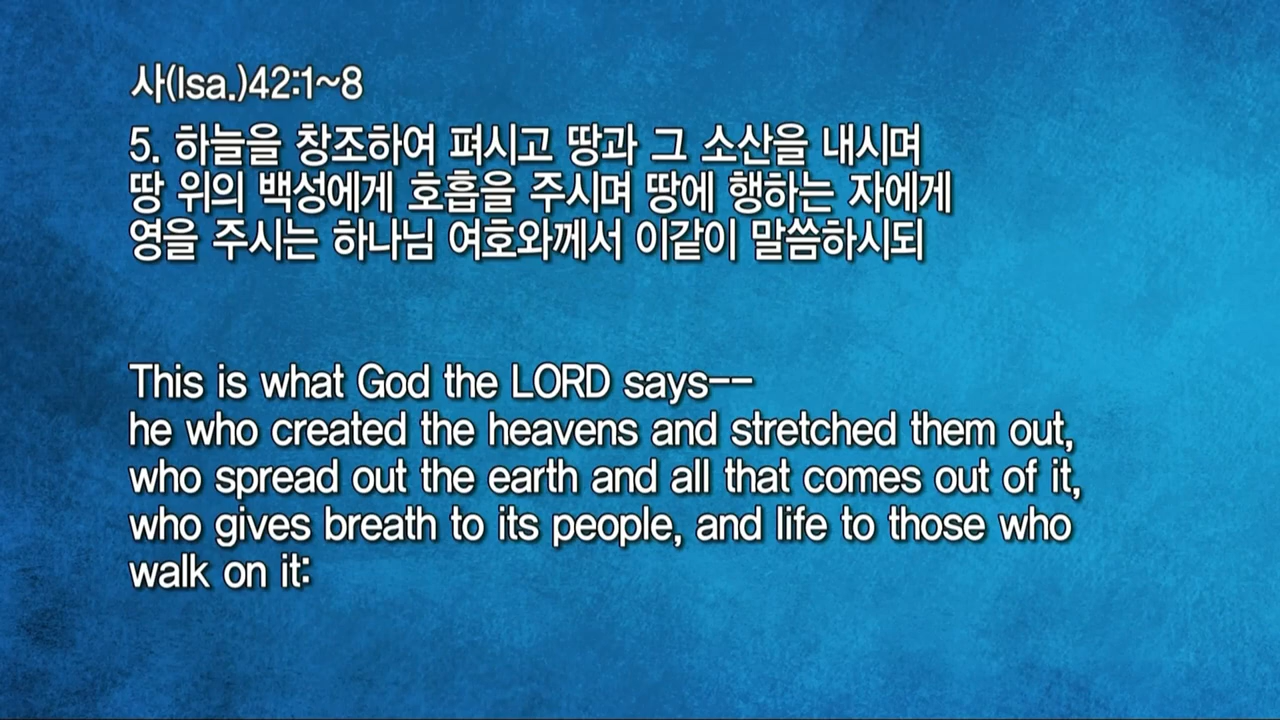 사(Isa.)42:1~8
5. 하늘을 창조하여 펴시고 땅과 그 소산을 내시며
땅 위의 백성에게 호흡을 주시며 땅에 행하는 자에게
영을 주시는 하나님 여호와께서 이같이 말씀하시되
This is what God the LORD says--
he who created the heavens and stretched them out,
who spread out the earth and all that comes out of it,
who gives breath to its people, and life to those who
walk on it: